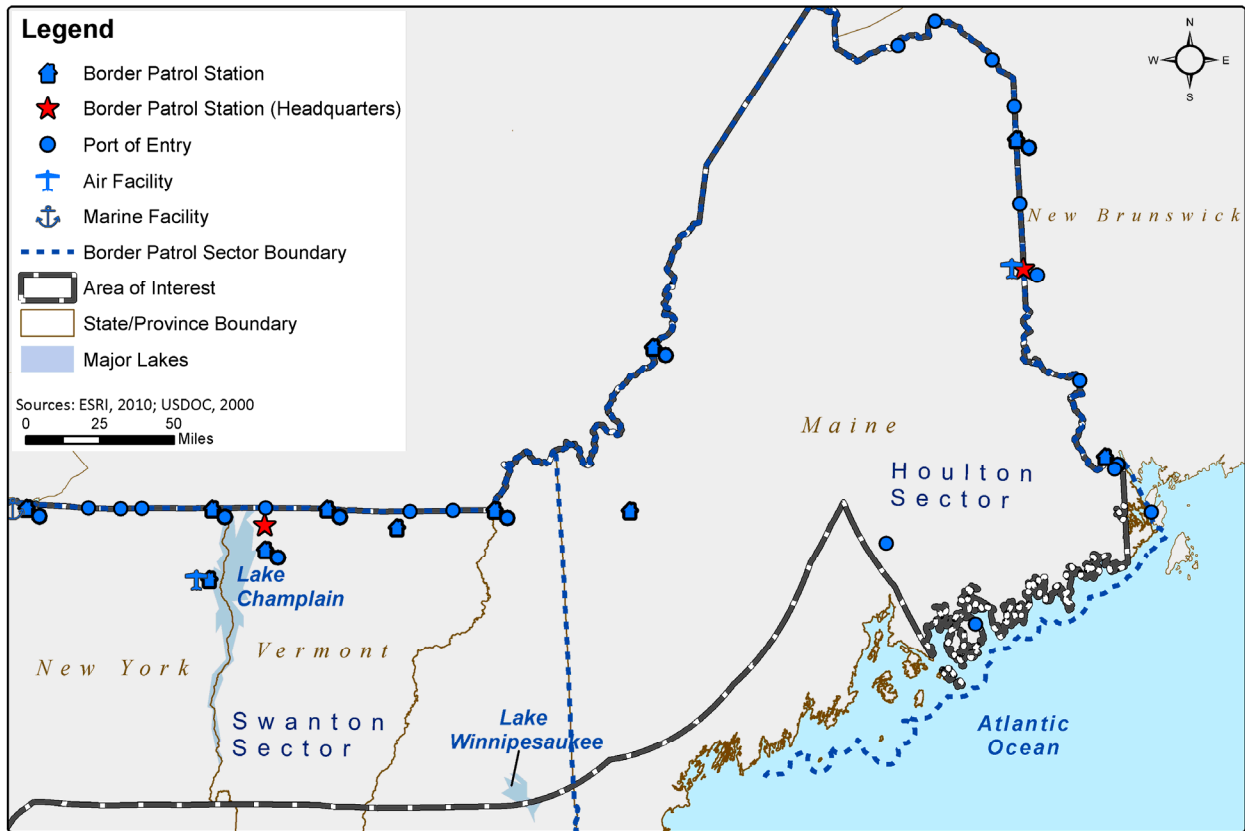 Legend
Border Patrol Station
Border Patrol Station (Headquarters)
Port of Entry
Air Facility
Marine Facility
Border Patrol Sector Boundary
Area of Interest
State/Province Boundary
Major Lakes
Sources: ESRI, 2010; USDOC, 2000
0 25 50
Miles
N
W E
S
New Brunswick
Maine
Houlton
Sector
Lake
Champlain
New York
Vermont
Swanton
Sector
Lake
Winnipesaukee
Atlantic
Ocean